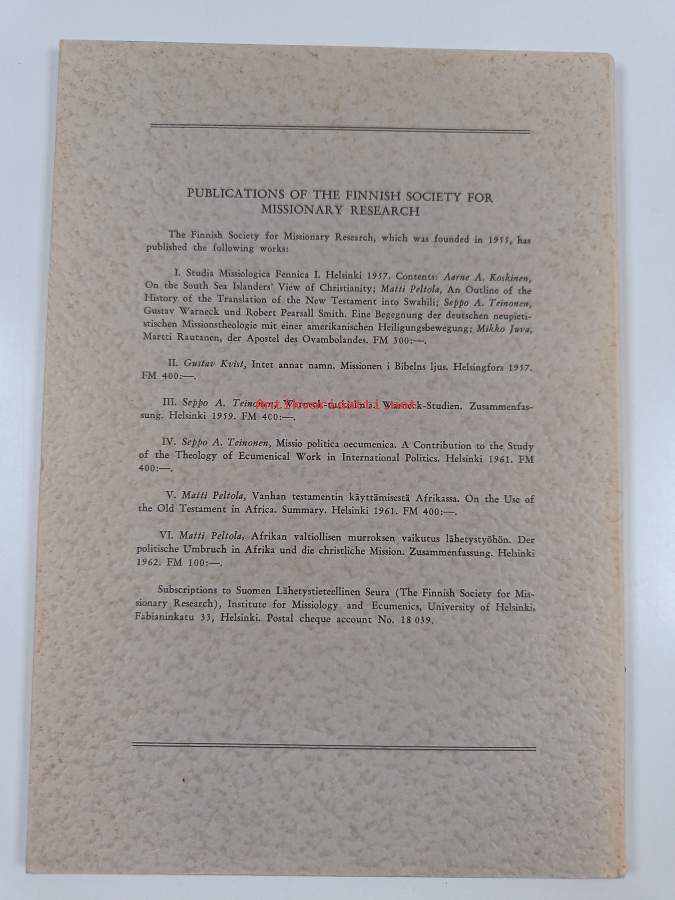 PUBLICATIONS OF THE FINNISH SOCIETY FOR
MISSIONARY RESEARCH
The Finnish Society for Missionary Research, which was founded in 1955, has
published the following works:
I. Studia Missiologica Fennica I. Helsinki 1957. Contents: Aarne A. Koskinen,
On the South Sea Islanders' View of Christianity; Matti Peltola, An Outline of the
History of the Translation of the New Testament into Swahili; Seppo A. Teinonen,
Gustav Warneck und Robert Pearsall Smith. Eine Begegnung der deutschen neupieti-
stischen Missionstheologie mit einer amerikanischen Heiligungsbewegung; Mikko Juva,
Martti Rautanen, der Apostel des Ovambolandes. FM 300:—.
II. Gustav Kvist, Intet annat namn. Missionen i Bibelns ljus. Helsingfors 1957.
FM 400:—.
III. Seppo A. Teinonen, Warneck-tutkielmia. Warneck-Studien. Zusammenfas-
sung. Helsinki 1959. FM 400:—.
IV. Seppo A. Teinonen, Missio politica oecumenica. A Contribution to the Study
of the Theology of Ecumenical Work in International Politics. Helsinki 1961. FM
400:—.
V. Matti Peltola, Vanhan testamentin käyttämisestä Afrikassa. On the Use of
the Old Testament in Africa. Summary. Helsinki 1961. FM 400:—.
VI. Matti Peltola, Afrikan valtiollisen murroksen vaikutus lähetystyöhön. Der
politische Umbruch in Afrika und die christliche Mission. Zusammenfassung. Helsinki
1962. FM 100:—.
Subscriptions to Suomen Lähetystieteellinen Seura (The Finnish Society for Mis-
sionary Research), Institute for Missiology and Ecumenics, University of Helsinki,
Fabianinkatu 33, Helsinki. Postal cheque account No. 18 039.